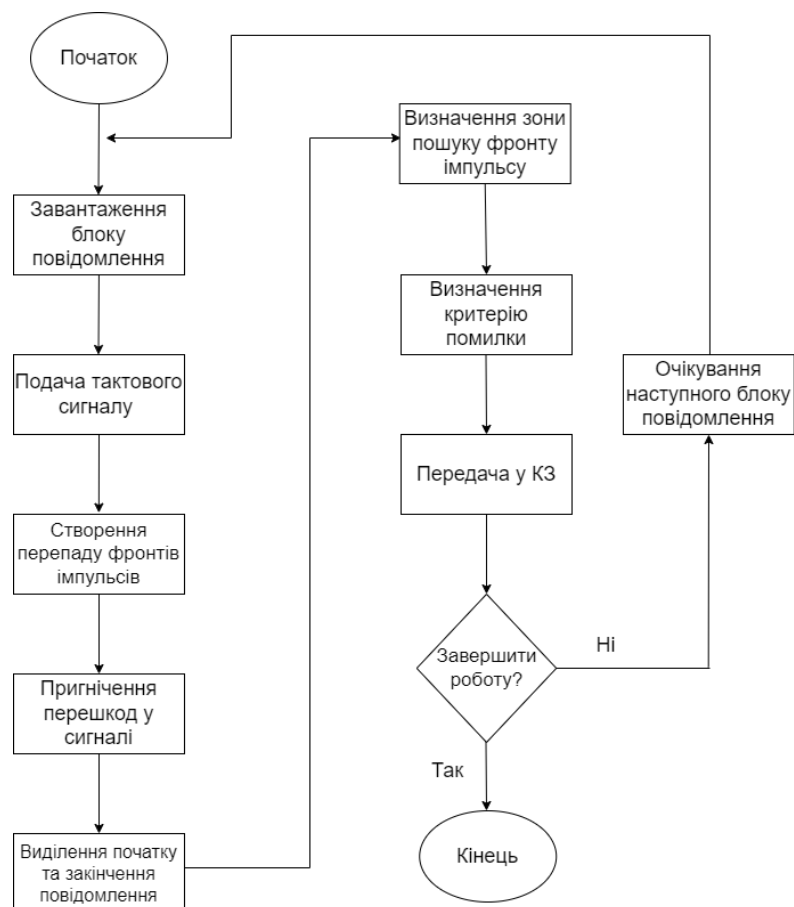 Початок
Завантаження
блоку
повідомлення
Подача тактового
сигналу
Створення
перепаду фронтів
імпульсів
Пригнічення
перешкод у
сигналі
Виділення початку
та закінчення
повідомлення
Визначення зони
пошуку фронту
імпульсу
Визначення
критерію
помилки
Передача у КЗ
Завершити
роботу?
Ні
Очікування
наступного блоку
повідомлення
Так
Кінець